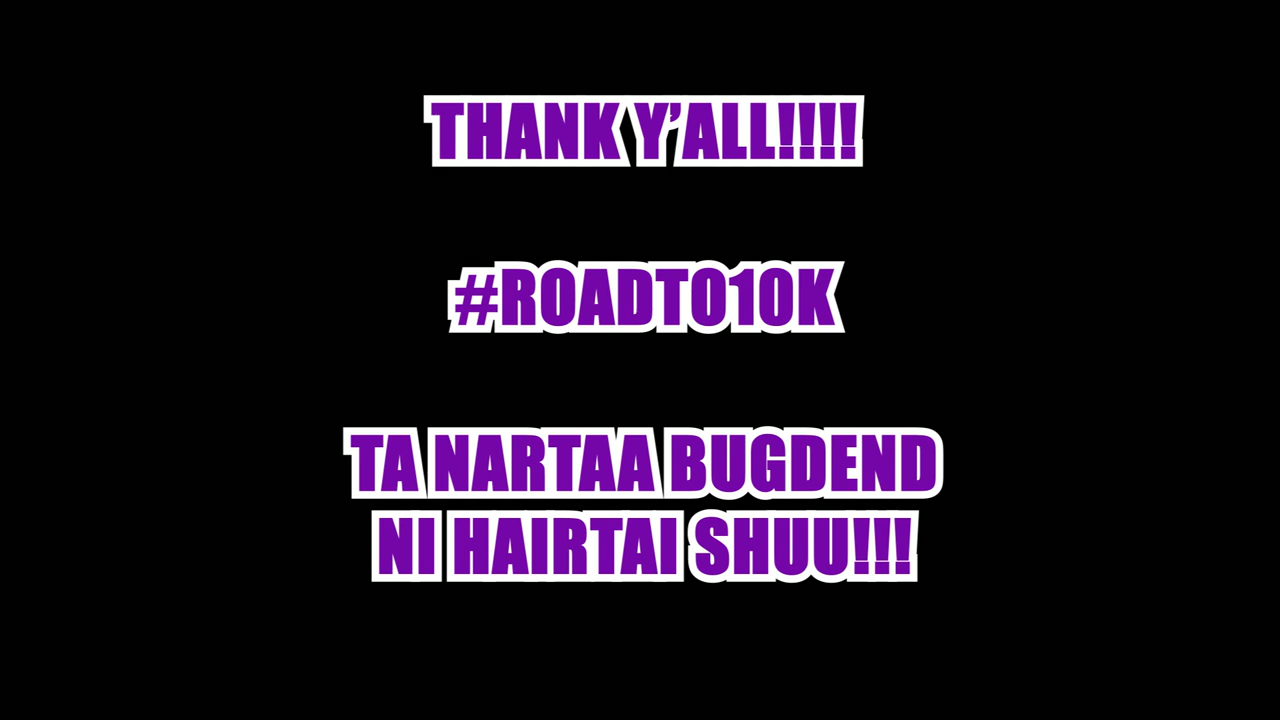 THANK Y’ALL!!!!
#ROADTO10K
TA NARTAA BUGDEND
NI HAIRTAI SHUU!!!